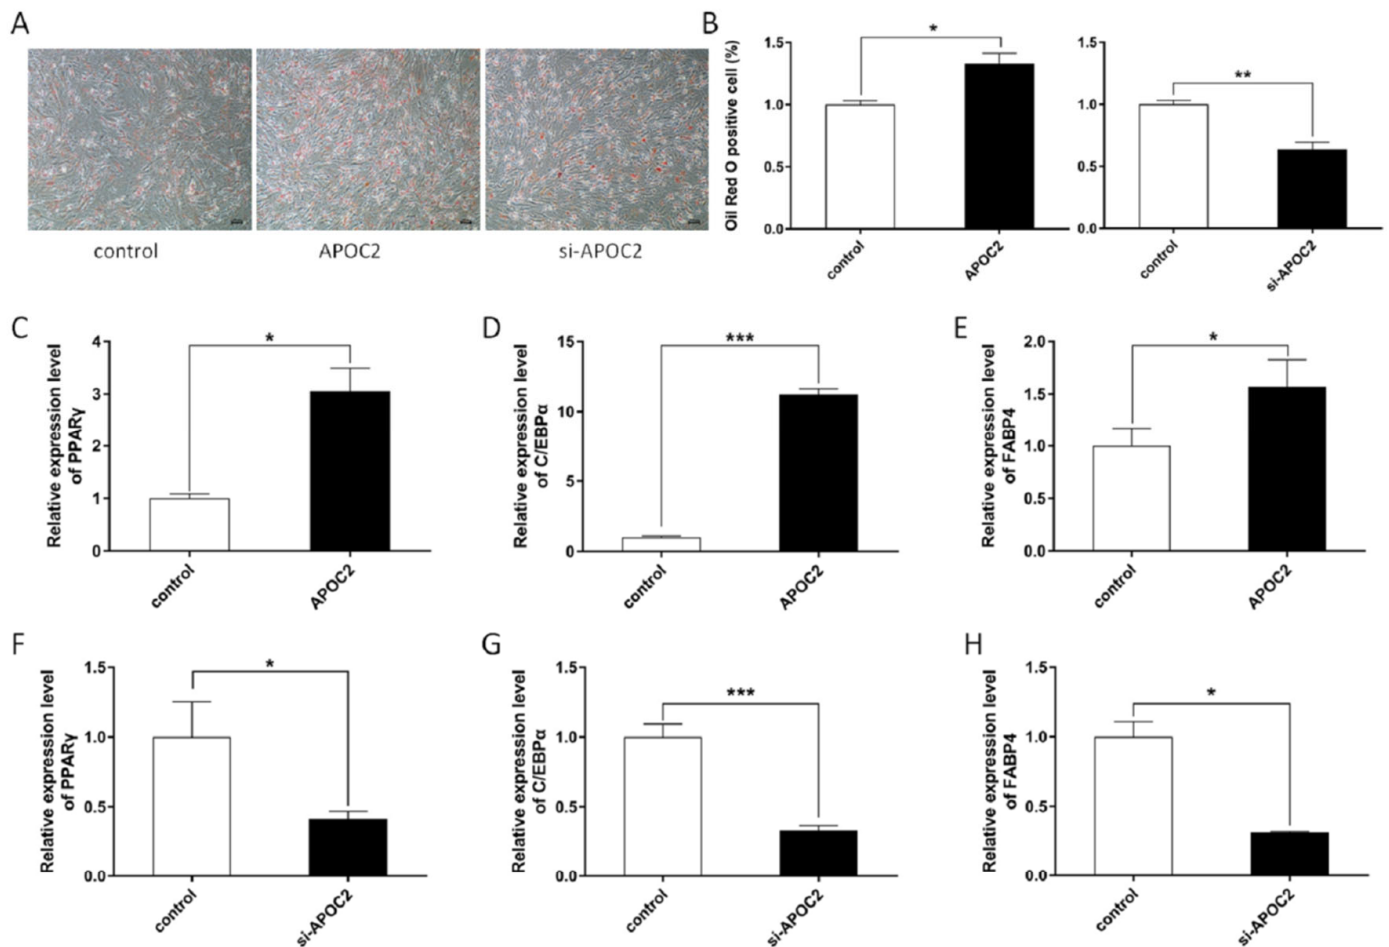 A
control
APOC2
si-APOC2
B
Oil Red O positive cell (%)
1.5
1.0
0.5
0.0
*
control
APOC2
1.5
1.0
0.5
0.0
**
control
si-APOC2
C
Relative expression level
of PPARγ
4
3
2
1
0
*
control
APOC2
D
Relative expression level
of C/EBPα
15
10
5
0
***
control
APOC2
E
Relative expression level
of FABP4
2.0
1.5
1.0
0.5
0.0
*
control
APOC2
F
Relative expression level
of PPARγ
1.5
1.0
0.5
0.0
*
control
si-APOC2
G
Relative expression level
of C/EBPα
1.5
1.0
0.5
0.0
***
control
si-APOC2
H
Relative expression level
of FABP4
1.5
1.0
0.5
0.0
*
control
si-APOC2